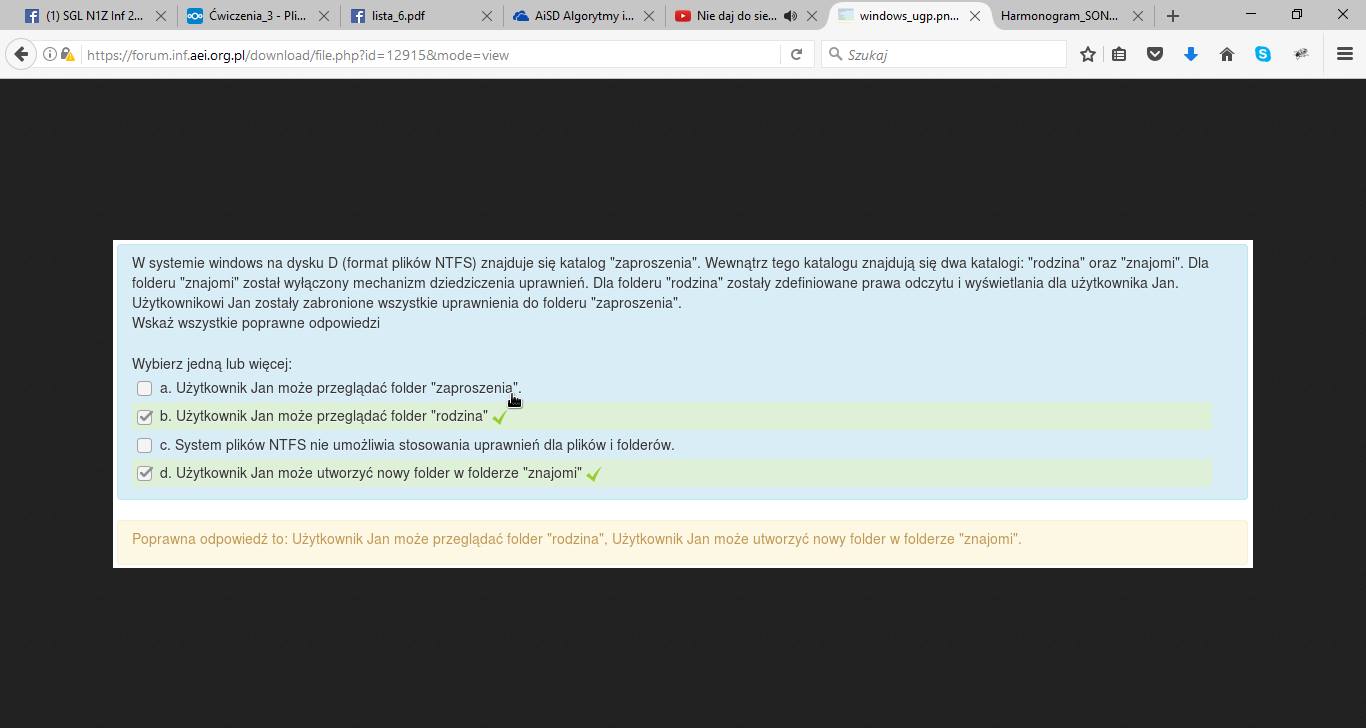 (1) SGL N1Z Inf 2... Ćwiczenia_3 - Pli... lista_6.pdf AiSD Algorytmy i... Nie daj do sie... windows_ugp.pn... Harmonogram_SON...
https://forum.inf.aei.org.pl/download/file.php?id=12915&mode=view Szukaj
W systemie windows na dysku D (format plików NTFS) znajduje się katalog "zaproszenia". Wewnątrz tego katalogu znajdują się dwa katalogi: "rodzina" oraz "znajomi". Dla
folderu "znajomi" został wyłączony mechanizm dziedziczenia uprawnień. Dla folderu "rodzina" zostały zdefiniowane prawa odczytu i wyświetlania dla użytkownika Jan.
Użytkownikowi Jan zostały zabronione wszystkie uprawnienia do folderu "zaproszenia".
Wskaż wszystkie poprawne odpowiedzi
Wybierz jedną lub więcej:
a. Użytkownik Jan może przeglądać folder "zaproszenia".
b. Użytkownik Jan może przeglądać folder "rodzina"
c. System plików NTFS nie umożliwia stosowania uprawnień dla plików i folderów.
d. Użytkownik Jan może utworzyć nowy folder w folderze "znajomi"
Poprawna odpowiedź to: Użytkownik Jan może przeglądać folder "rodzina", Użytkownik Jan może utworzyć nowy folder w folderze "znajomi".